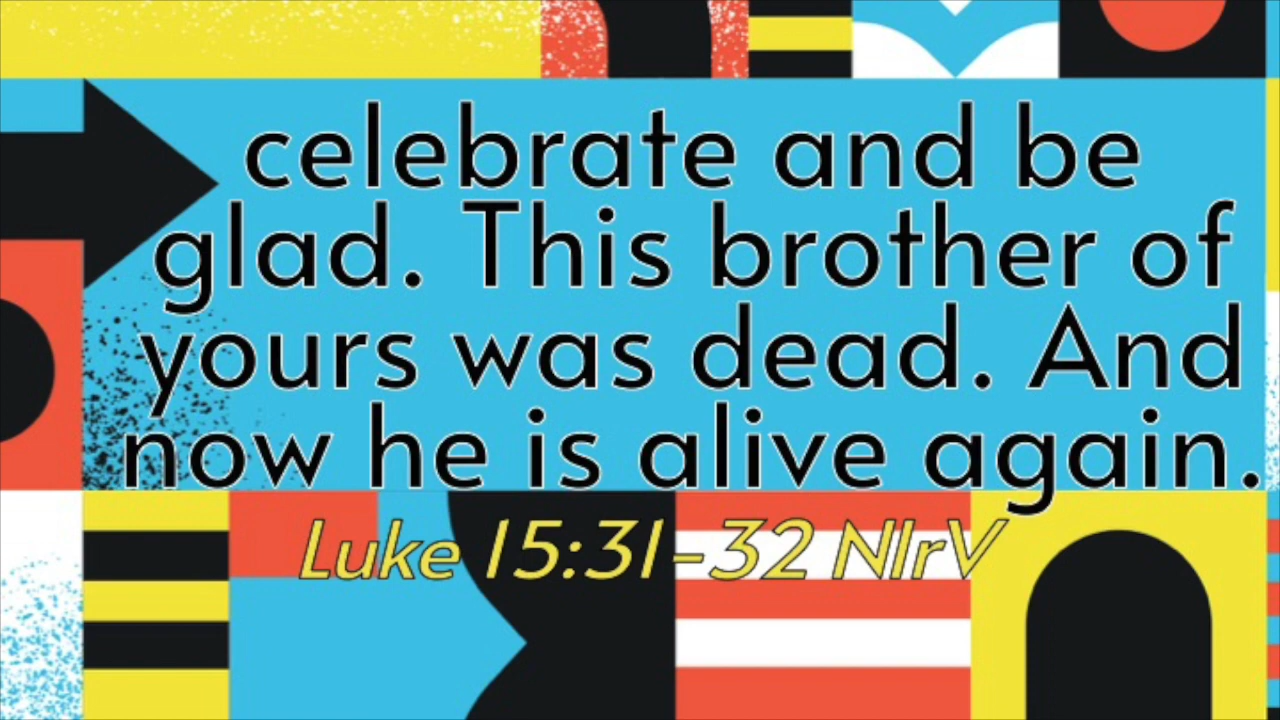 celebrate and be
glad. This brother of
yours was dead. And
now he is alive again.
Luke 15:31-32 NIrV